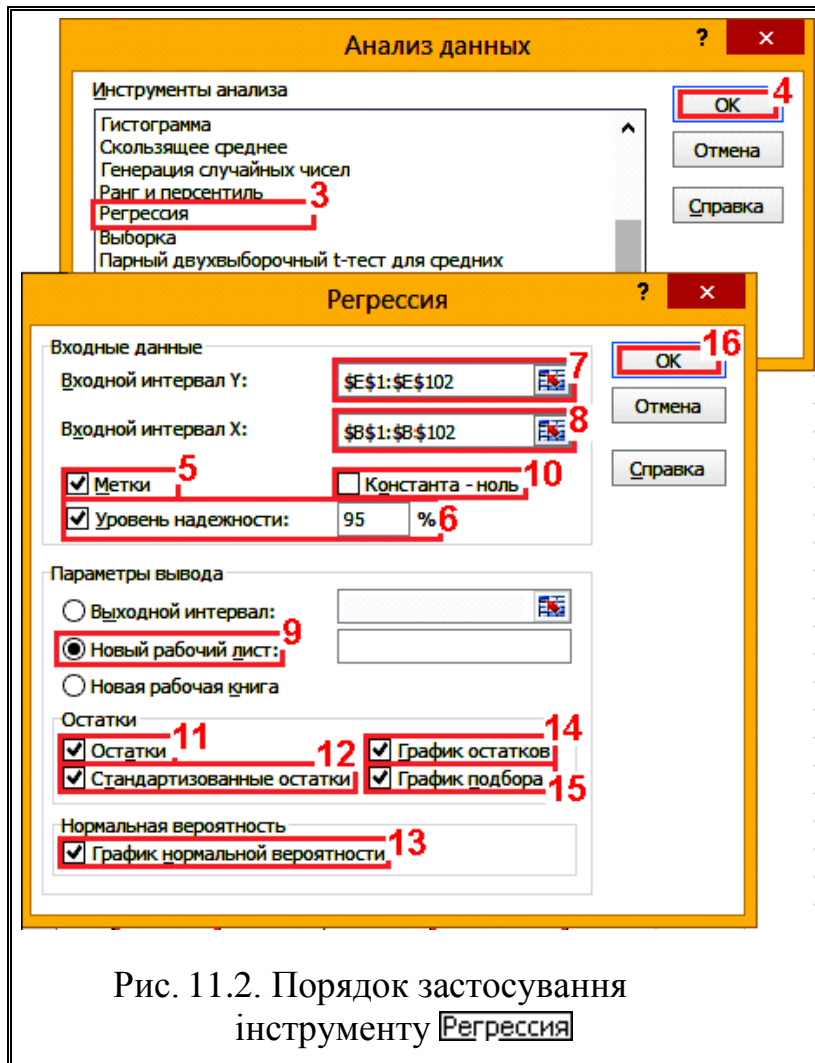 Анализ данных
?
×
Инструменты анализа
Гистограмма
Скользящее среднее
Генерация случайных чисел
Ранг и персентиль
3
Регрессия
Выборка
Парный двухвыборочный t-тест для средних
OK
4
Отмена
Справка
Регрессия
?
×
Входные данные
Входной интервал Y:
$E$1:$E$102
7
Входной интервал X:
$B$1:$B$102
8
Метки
5
Константа - ноль
10
Уровень надежности:
95
%
6
OK
16
Отмена
Справка
Параметры вывода
Выходной интервал:
Новый рабочий лист:
9
Новая рабочая книга
Остатки
Остатки
11
График остатков
14
Стандартизованные остатки
12
График подбора
15
Нормальная вероятность
График нормальной вероятности
13
Рис. 11.2. Порядок застосування
інструменту Регрессия